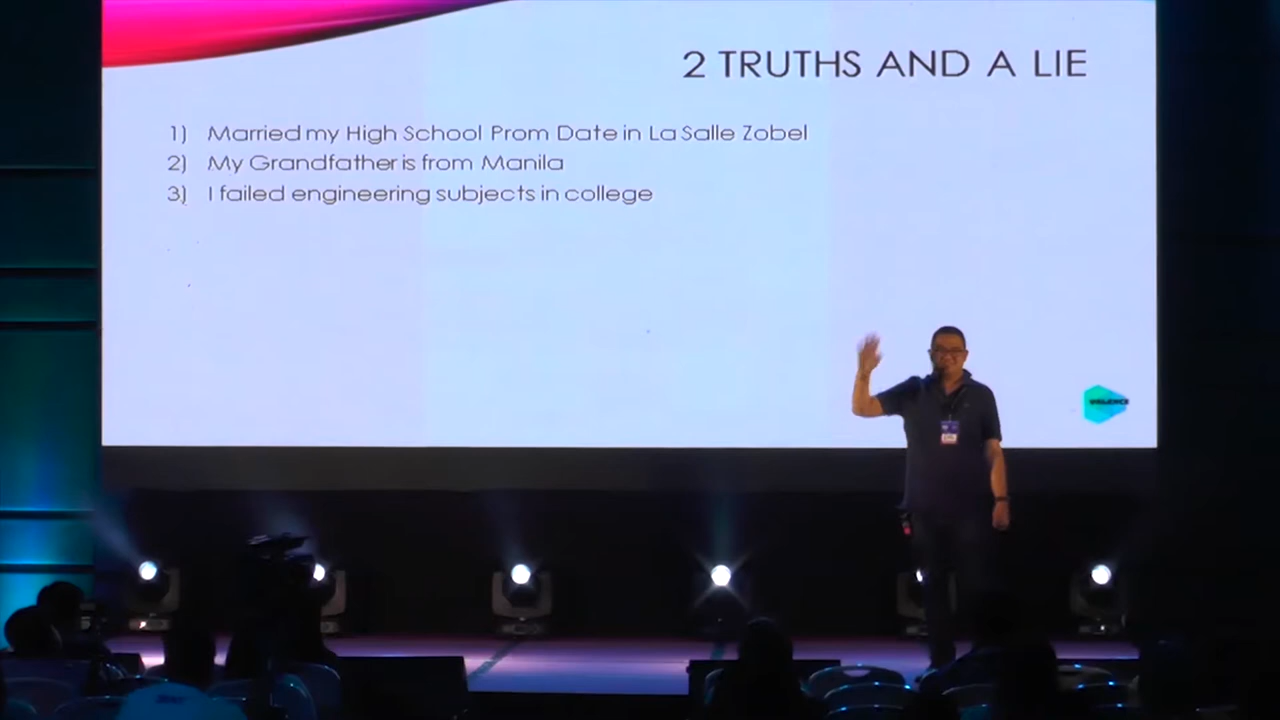 2 TRUTHS AND A LIE
1) Married my High School Prom Date in La Salle Zobel
2) My Grandfather is from Manila
3) I failed engineering subjects in college